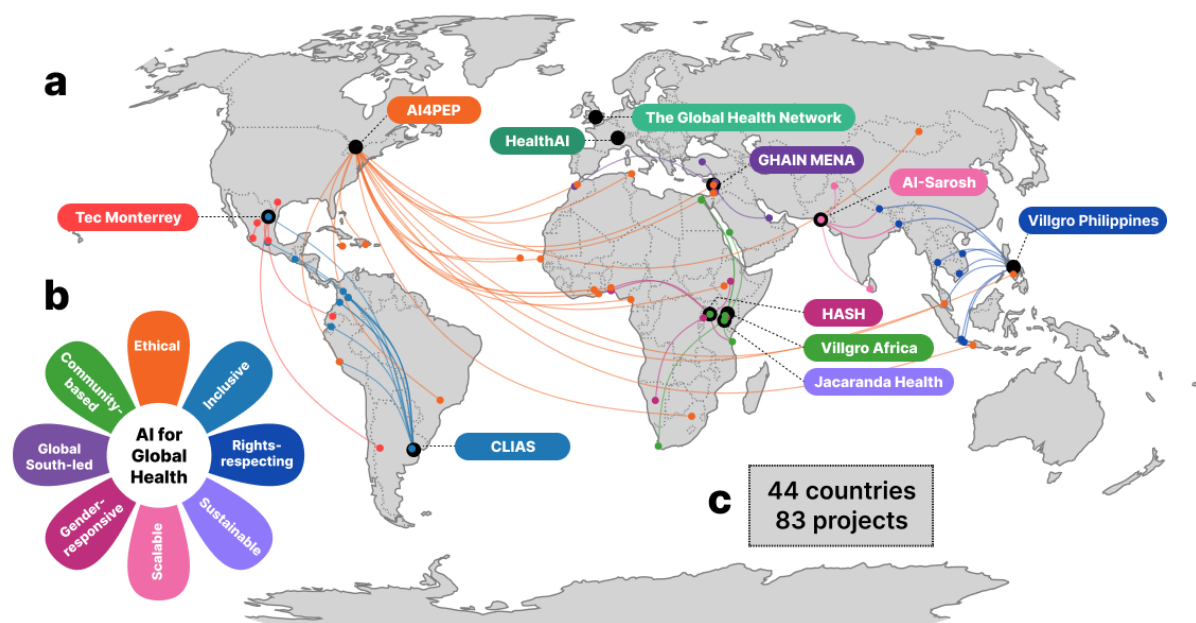 a
AI4PEP
The Global Health Network
HealthAI
GHAIN MENA
AI-Sarosh
Tec Monterrey
Villgro Philippines
HASH
Villgro Africa
Jacaranda Health
CLIAS
b
Ethical
Inclusive
Rights-
respecting
Sustainable
Scalable
Gender-
responsive
Global
South-led
Community-
based
AI for
Global
Health
c
44 countries
83 projects